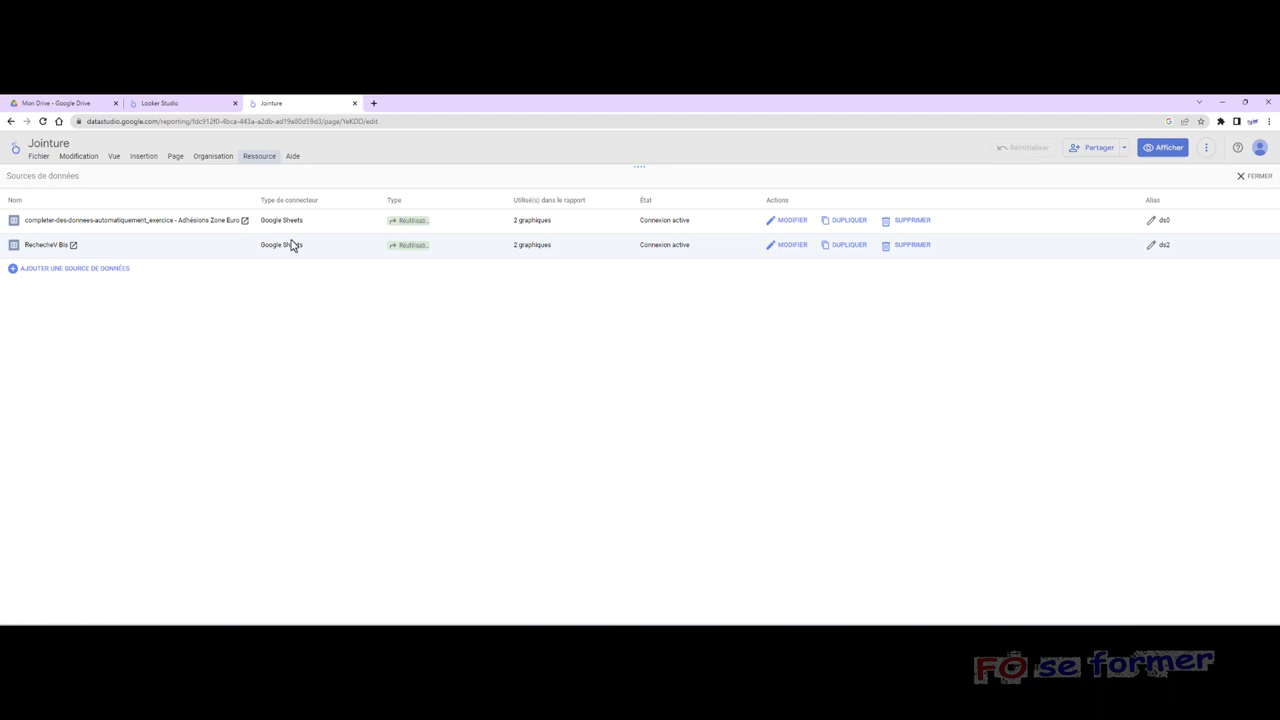 Mon Drive - Google Drive
Looker Studio
Jointure
datastudio.google.com/reporting/fdc912f0-4bca-443a-a2db-ad19a80d59d3/page/YeKDD/edit
Jointure
Fichier Modification Vue Insertion Page Organisation Ressource Aide
Réinitialiser
Partager
Afficher
Sources de données
FERMER
Nom Type de connecteur Type Utilisé(s) dans le rapport État Actions Alias
completer-des-donnees-automatiquement_exercice - Adhésions Zone Euro Google Sheets Réutilisab... 2 graphiques Connexion active MODIFIER DUPLIQUER SUPPRIMER ds0
RechecheV Bis Google Sheets Réutilisab... 2 graphiques Connexion active MODIFIER DUPLIQUER SUPPRIMER ds2
AJOUTER UNE SOURCE DE DONNÉES
FO se former